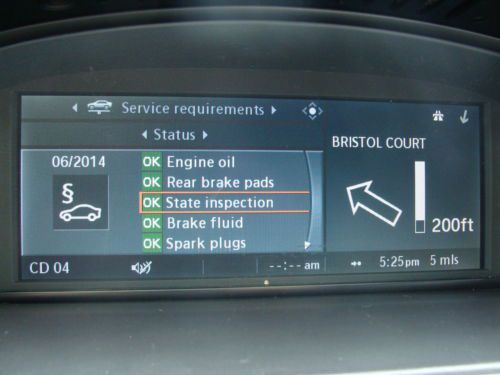 Service requirements
Status
BRISTOL COURT
06/2014
OK Engine oil
OK Rear brake pads
§
OK State inspection
OK Brake fluid
200ft
OK Spark plugs
CD 04
--:-- am
5:25pm
5 mls